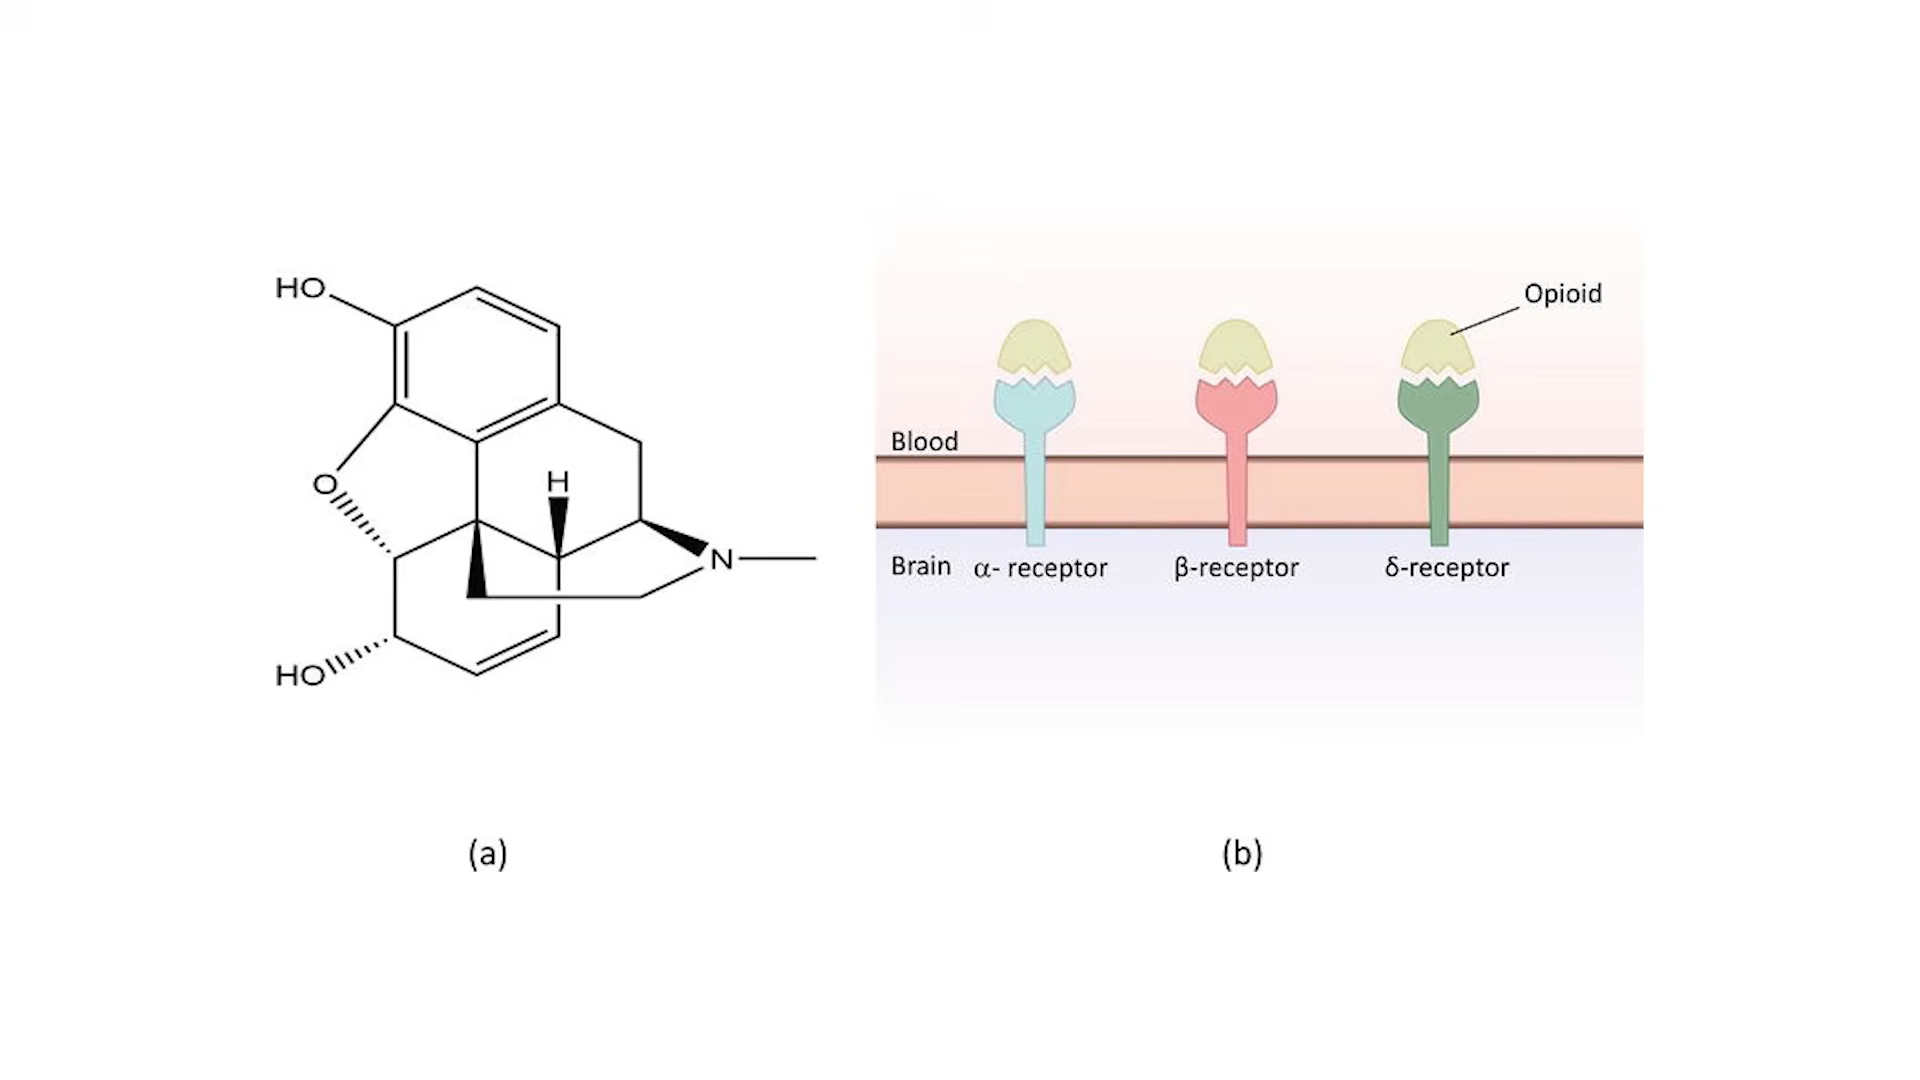 HO
O
H
N
HO
(a)
Opioid
Blood
Brain
α- receptor
β-receptor
δ-receptor
(b)